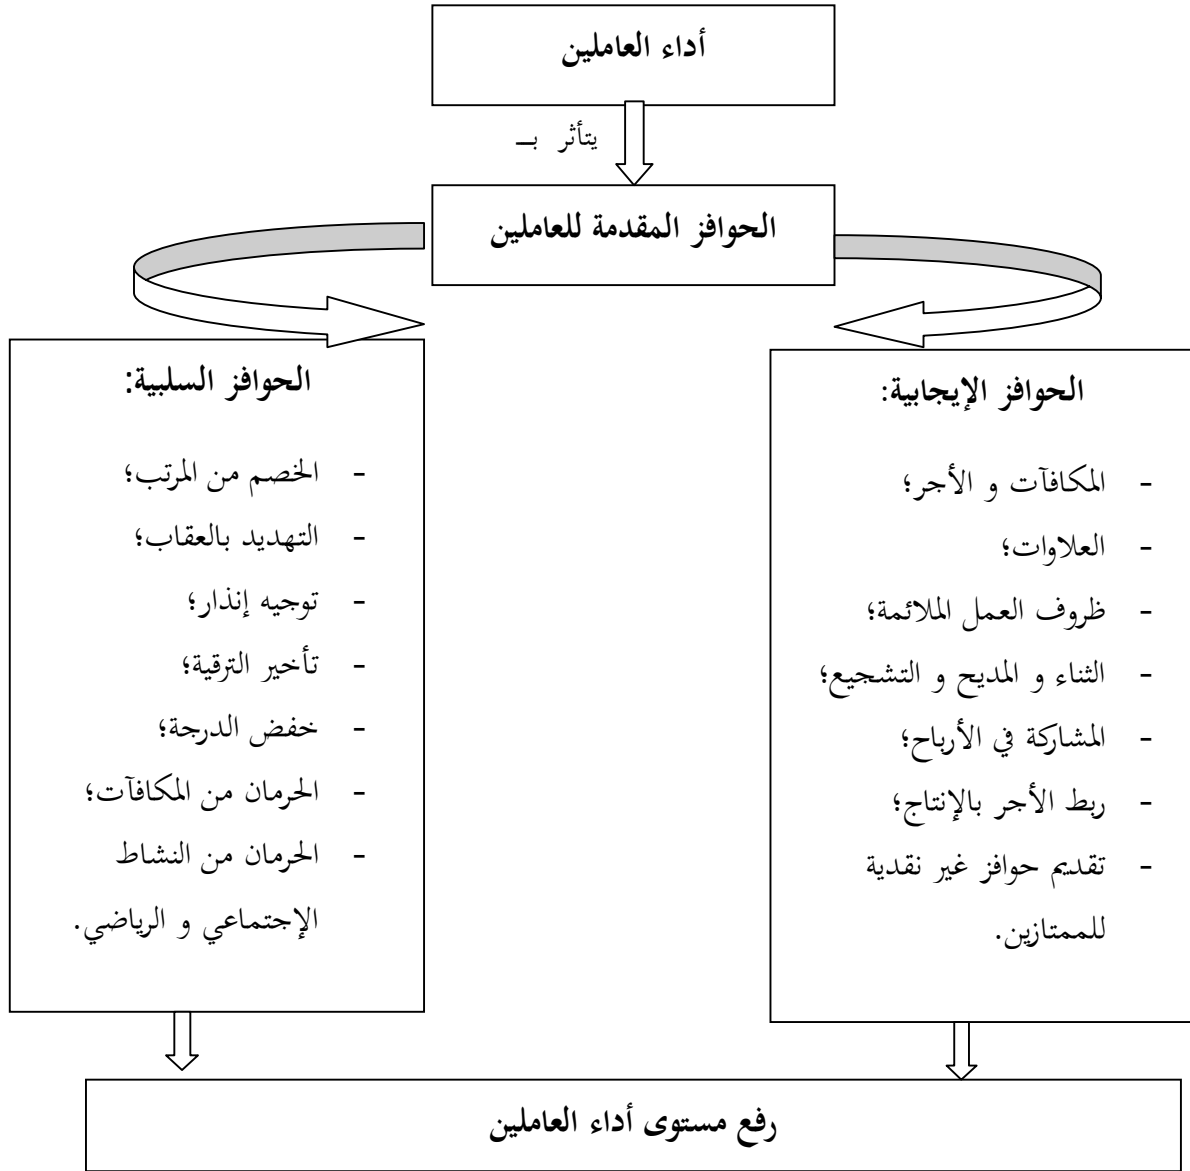 أداء العاملين
يتأثر بـــ
الحوافز المقدمة للعاملين
الحوافز الإيجابية:
- المكافآت و الأجر؛
- العلاوات؛
- ظروف العمل الملائمة؛
- الثناء و المديح و التشجيع؛
- المشاركة في الأرباح؛
- ربط الأجر بالإنتاج؛
- تقديم حوافز غير نقدية
للممتازين.
الحوافز السلبية:
- الخصم من المرتب؛
- التهديد بالعقاب؛
- توجيه إنذار؛
- تأخير الترقية؛
- خفض الدرجة؛
- الحرمان من المكافآت؛
- الحرمان من النشاط
الإجتماعي و الرياضي.
رفع مستوى أداء العاملين